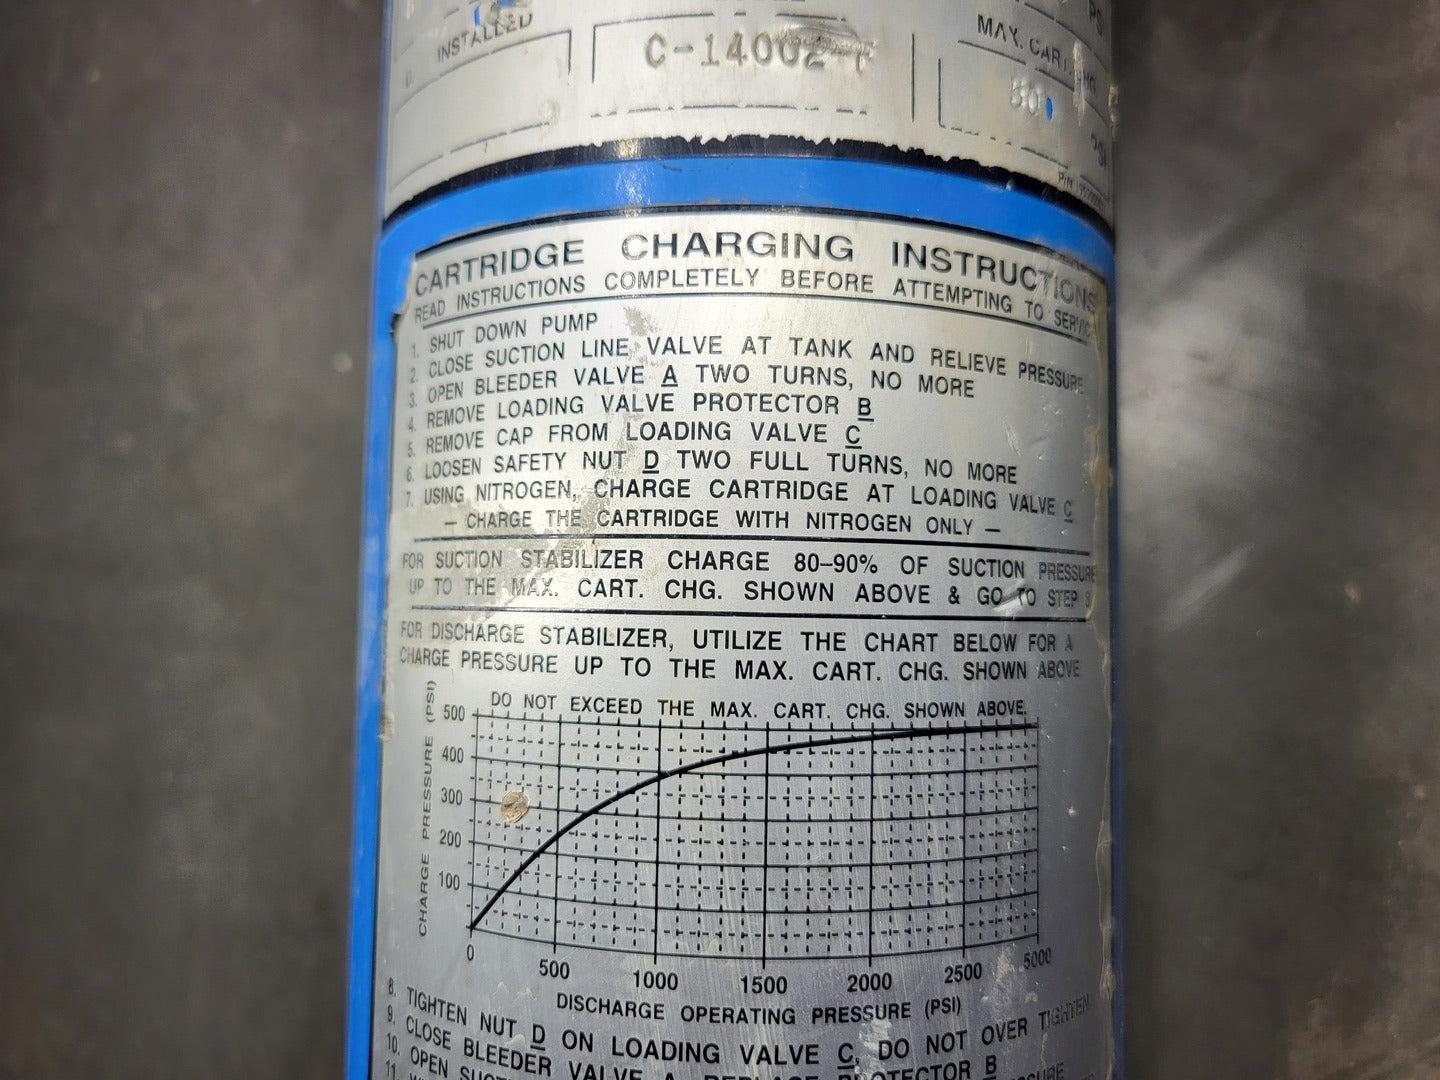 INSTALLED
PSI
MAX. CART. CHG
C-14002-F
PSI
CARTRIDGE CHARGING INSTRUCTIONS
READ INSTRUCTIONS COMPLETELY BEFORE ATTEMPTING TO SERVICE
1. SHUT DOWN PUMP
2. CLOSE SUCTION LINE VALVE AT TANK AND RELIEVE PRESSURE
3. OPEN BLEEDER VALVE A TWO TURNS, NO MORE
4. REMOVE LOADING VALVE PROTECTOR B
5. REMOVE CAP FROM LOADING VALVE C
6. LOOSEN SAFETY NUT D TWO FULL TURNS, NO MORE
7. USING NITROGEN, CHARGE CARTRIDGE AT LOADING VALVE C
— CHARGE THE CARTRIDGE WITH NITROGEN ONLY —
FOR SUCTION STABILIZER CHARGE 80–90% OF SUCTION PRESSURE
UP TO THE MAX. CART. CHG. SHOWN ABOVE & GO TO STEP 8
FOR DISCHARGE STABILIZER, UTILIZE THE CHART BELOW FOR A
CHARGE PRESSURE UP TO THE MAX. CART. CHG. SHOWN ABOVE
DO NOT EXCEED THE MAX. CART. CHG. SHOWN ABOVE.
CHARGE PRESSURE (PSI)
500
400
300
200
100
0 500 1000 1500 2000 2500 5000
DISCHARGE OPERATING PRESSURE (PSI)
8. TIGHTEN NUT D ON LOADING VALVE C, DO NOT OVER TIGHTEN
9. CLOSE BLEEDER VALVE A, REPLACE PROTECTOR B
10. OPEN
11.